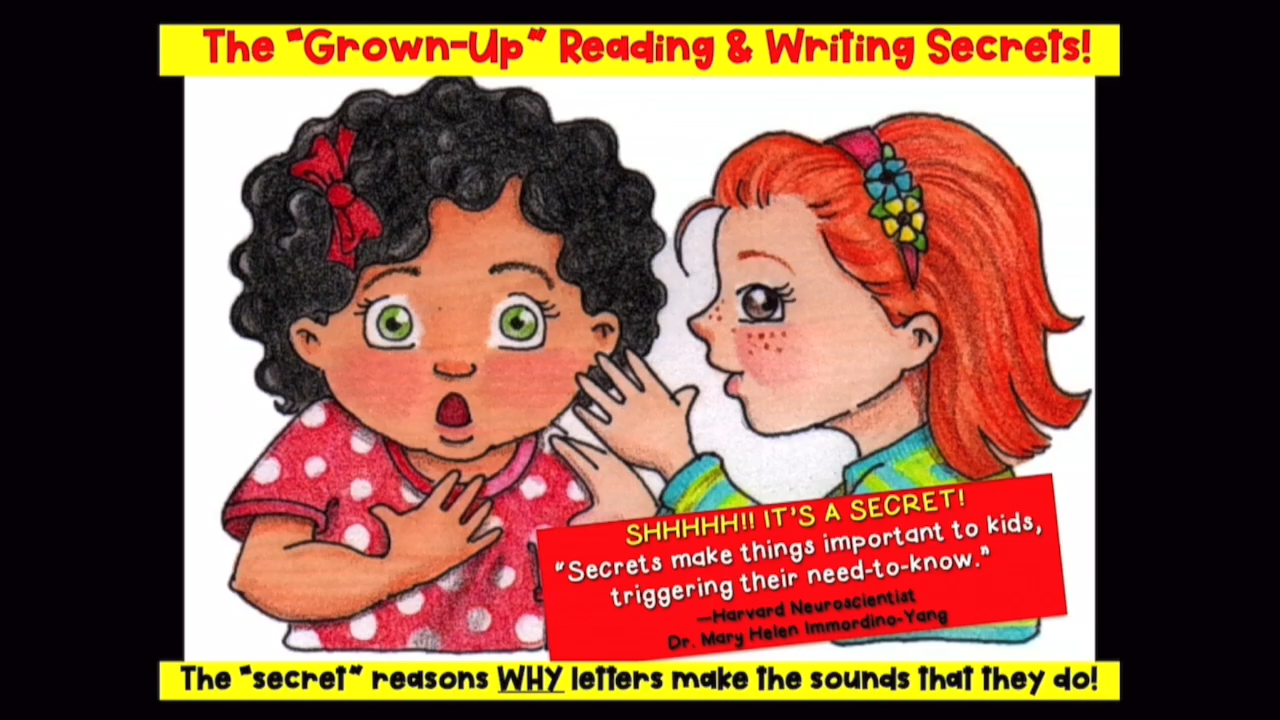 The "Grown-Up" Reading & Writing Secrets!
SHHHHH!! IT'S A SECRET!
"Secrets make things important to kids,
triggering their need-to-know."
—Harvard Neuroscientist
Dr. Mary Helen Immordino-Yang
The "secret" reasons WHY letters make the sounds that they do!